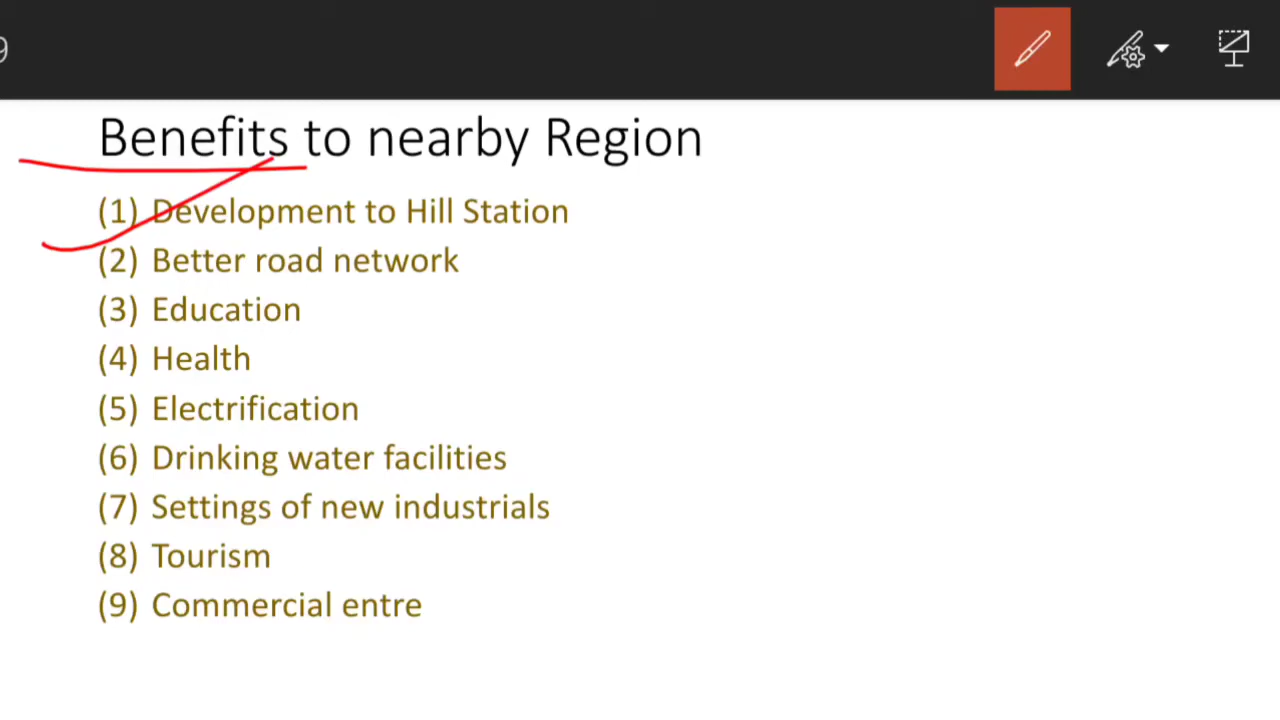 9
Benefits to nearby Region
(1) Development to Hill Station
(2) Better road network
(3) Education
(4) Health
(5) Electrification
(6) Drinking water facilities
(7) Settings of new industrials
(8) Tourism
(9) Commercial entre